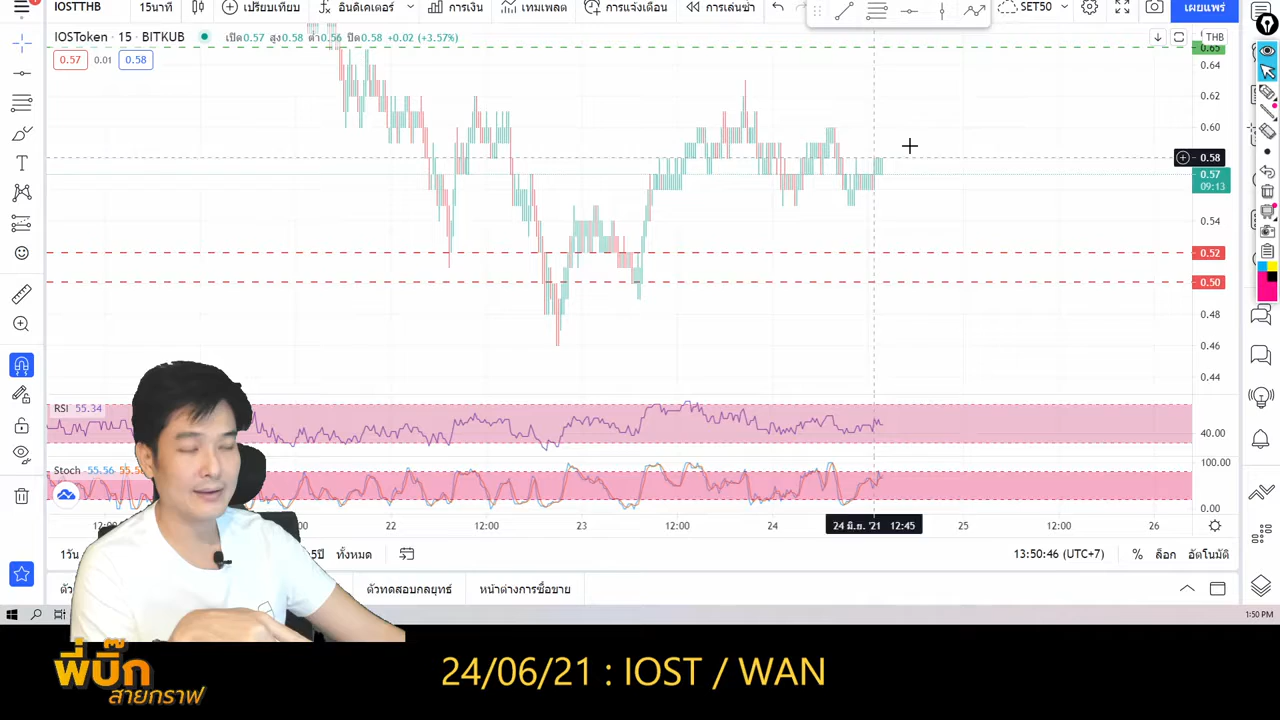 IOSTTHB 15นาที เปรียบเทียบ อินดิเคเตอร์ การเงิน เทมเพลต การแจ้งเตือน การเล่นซ้ำ SET50 เผยแพร่
IOSToken · 15 · BITKUB เปิด0.57 สูง0.58 ต่ำ0.56 ปิด0.58 +0.02 (+3.57%) THB
0.57 0.01 0.58
0.65
0.64
0.62
0.60
0.58
0.57
09:13
0.54
0.52
0.50
0.48
0.46
0.44
RSI 55.34
40.00
Stoch 55.56
100.00
0.00
22 12:00 23 12:00 24 24 มิ.ย. '21 12:45 25 12:00 26
1วัน 5ปี ทั้งหมด 13:50:46 (UTC+7) % ล็อก อัตโนมัติ
ตัวทดสอบกลยุทธ์ หน้าต่างการซื้อขาย
1:50 PM
พี่บิ๊ก
สายกราฟ
24/06/21 : IOST / WAN